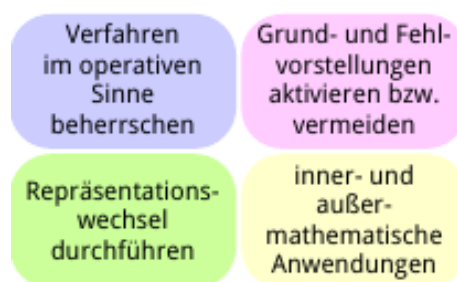 Verfahren
im operativen
Sinne
beherrschen
Grund- und Fehl-
vorstellungen
aktivieren bzw.
vermeiden
Repräsentations-
wechsel
durchführen
inner- und
außer-
mathematische
Anwendungen